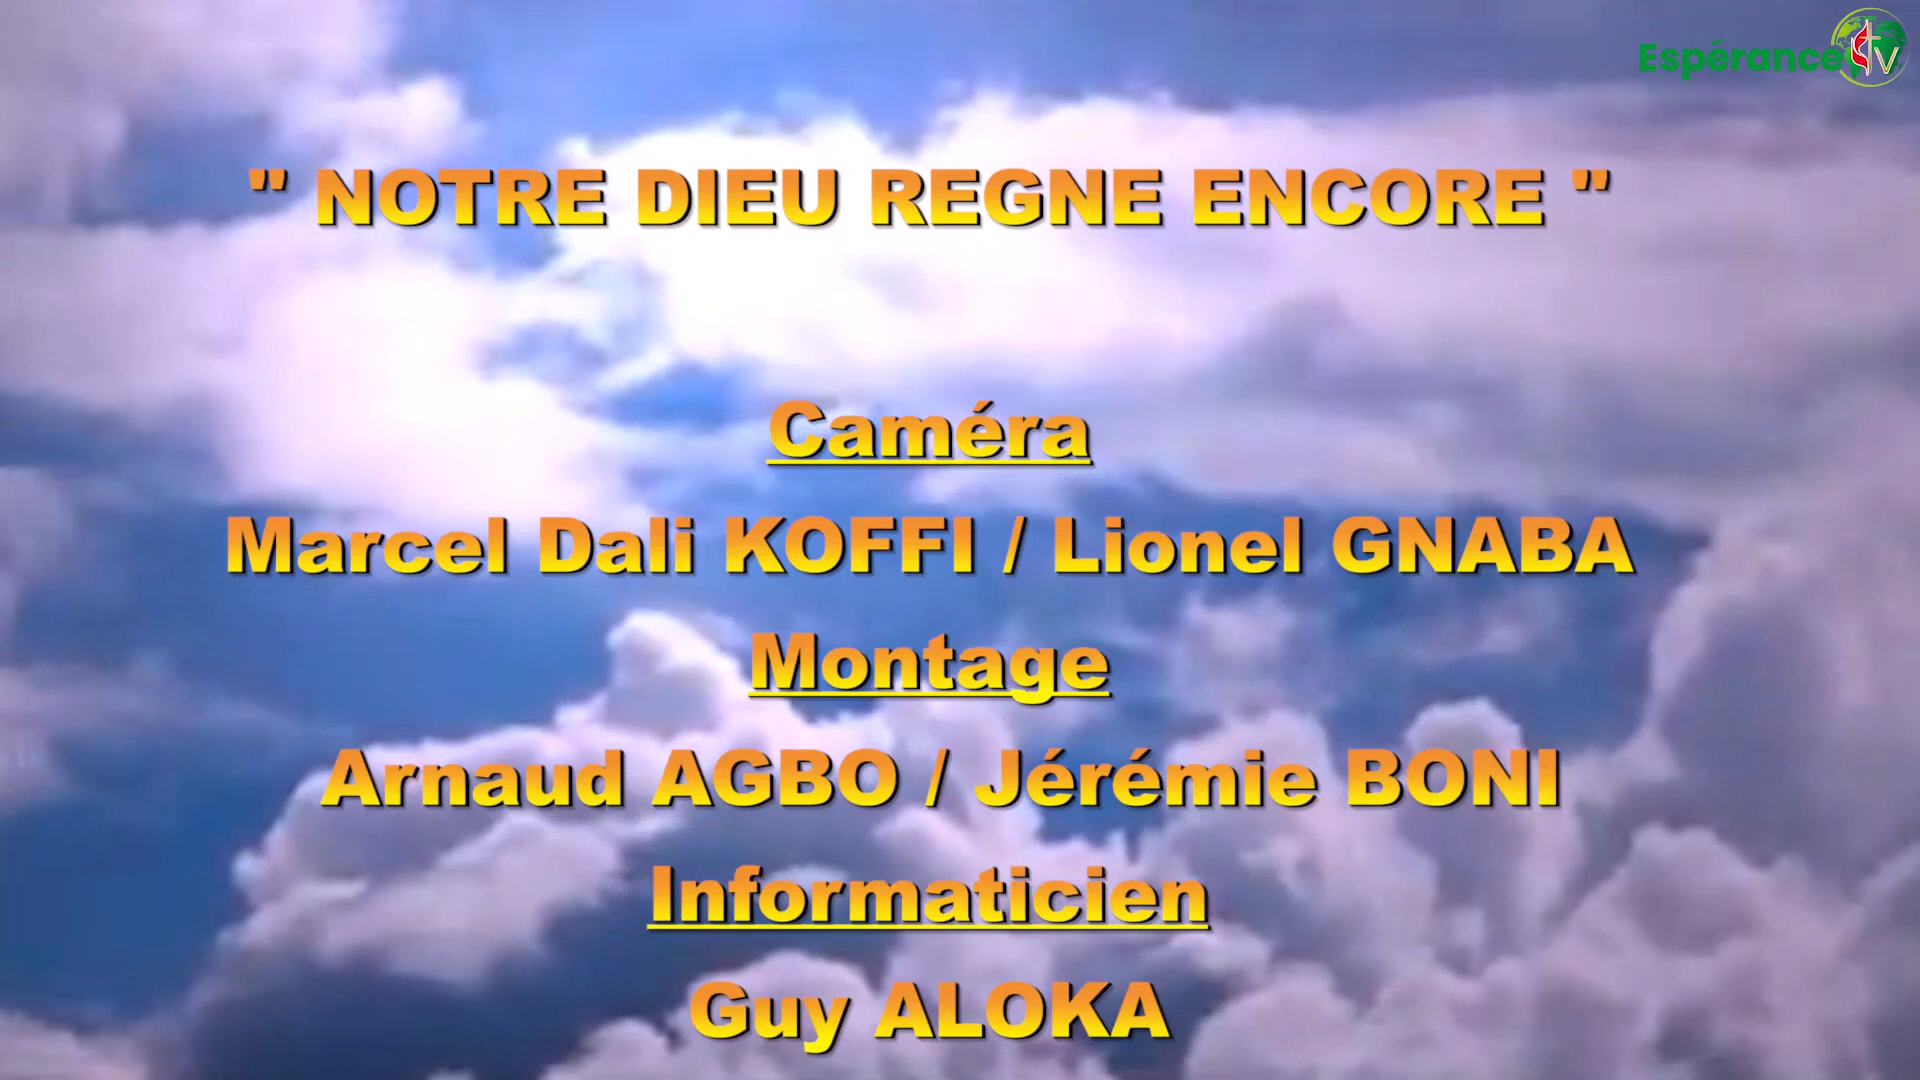 Espérance TV
" NOTRE DIEU REGNE ENCORE "
Caméra
Marcel Dali KOFFI / Lionel GNABA
Montage
Arnaud AGBO / Jérémie BONI
Informaticien
Guy ALOKA